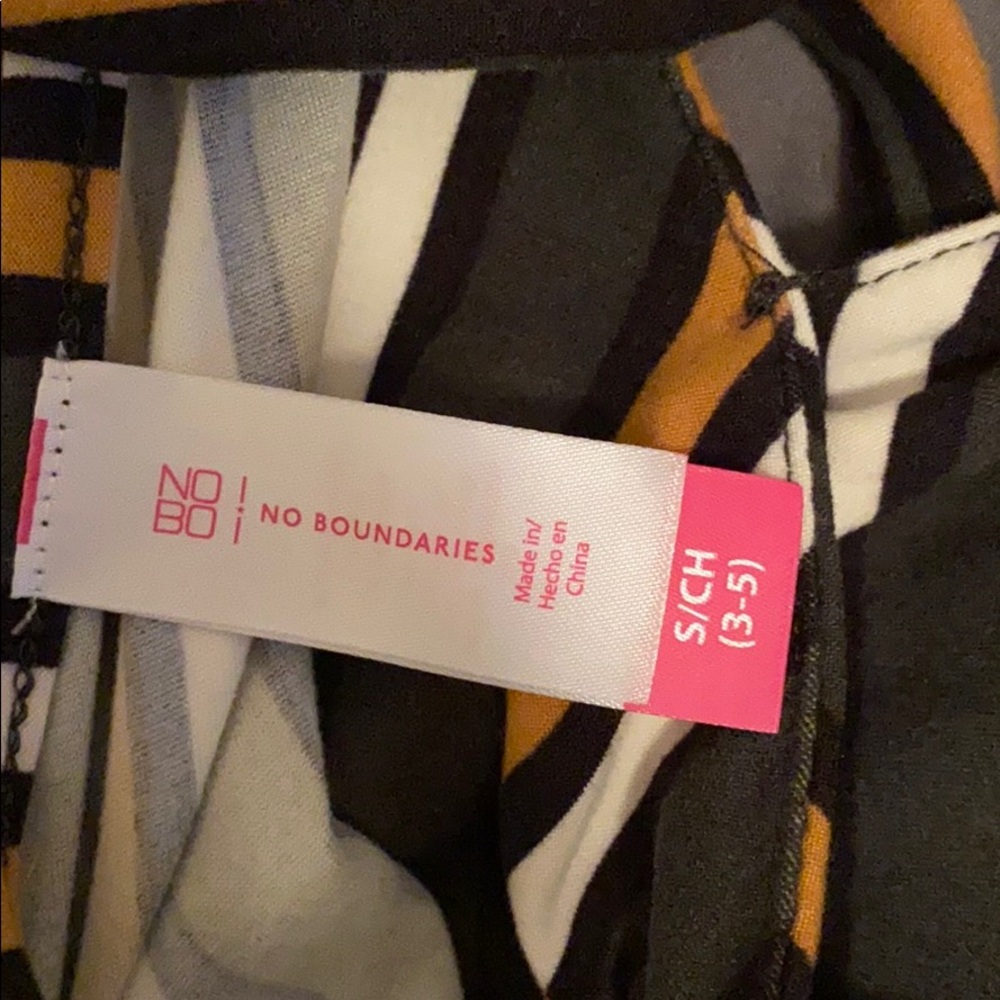 NO
BO
NO BOUNDARIES
Made in/
Hecho en
China
S/CH
(3-5)